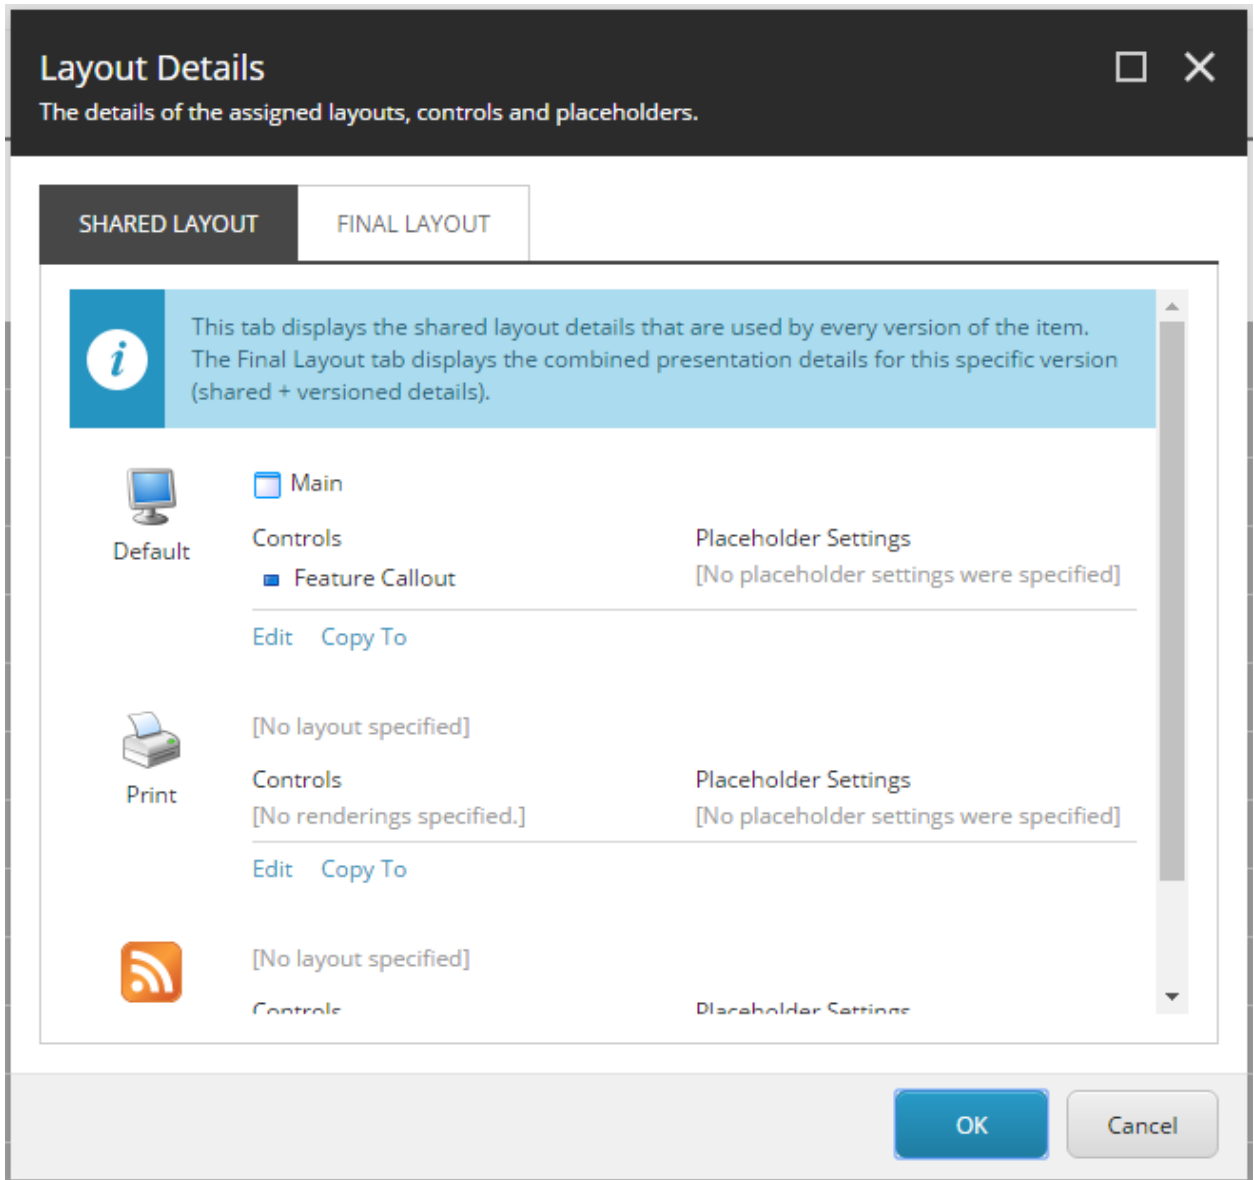 Layout Details
The details of the assigned layouts, controls and placeholders.
SHARED LAYOUT
FINAL LAYOUT
This tab displays the shared layout details that are used by every version of the item.
The Final Layout tab displays the combined presentation details for this specific version
(shared + versioned details).
Default
Main
Controls
Placeholder Settings
Feature Callout
[No placeholder settings were specified]
Edit
Copy To
Print
[No layout specified]
Controls
Placeholder Settings
[No renderings specified.]
[No placeholder settings were specified]
Edit
Copy To
[No layout specified]
Controls
Placeholder Settings
OK
Cancel